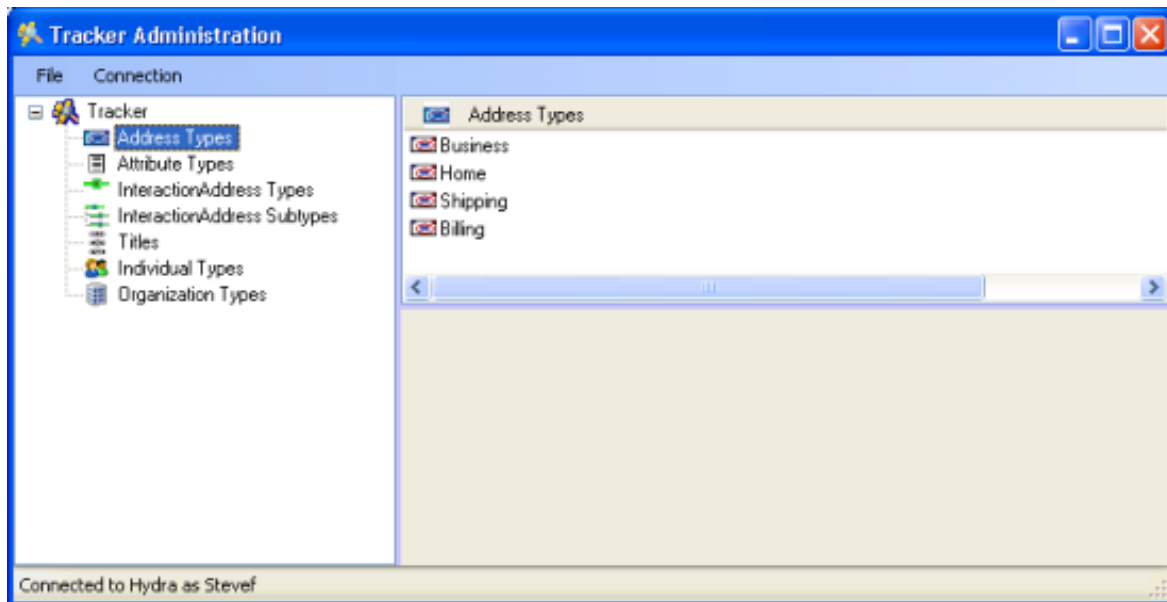 Tracker Administration
File Connection
Tracker
Address Types
Attribute Types
InteractionAddress Types
InteractionAddress Subtypes
Titles
Individual Types
Organization Types
Address Types
Business
Home
Shipping
Billing
Connected to Hydra as Stevef